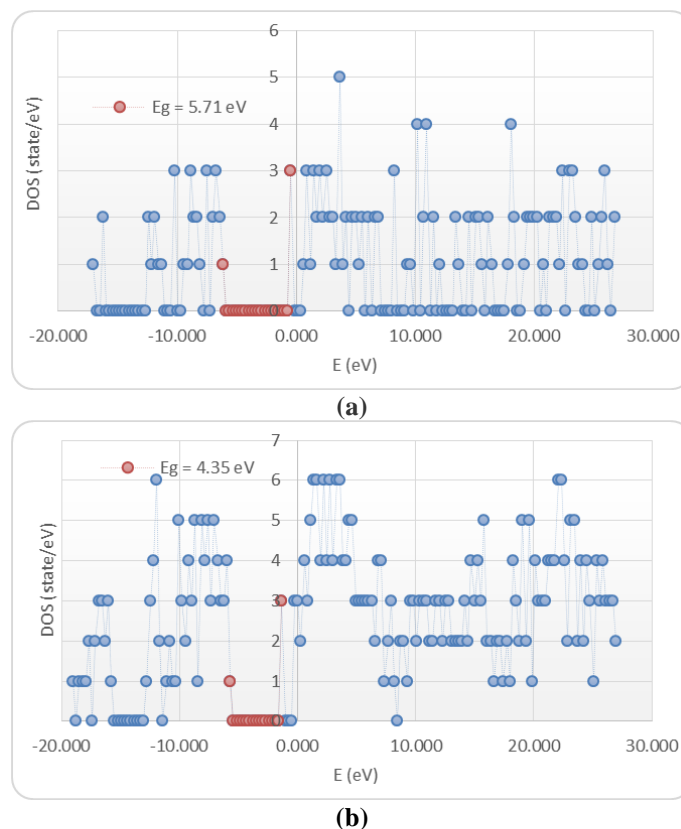 6
5
Eg = 5.71 eV
4
3
2
1
0
DOS ( state/eV)
-20.000 -10.000 0.000 10.000 20.000 30.000
E (eV)
(a)
7
6
Eg = 4.35 eV
5
4
3
2
1
0
DOS (state/eV)
-20.000 -10.000 0.000 10.000 20.000 30.000
E (eV)
(b)